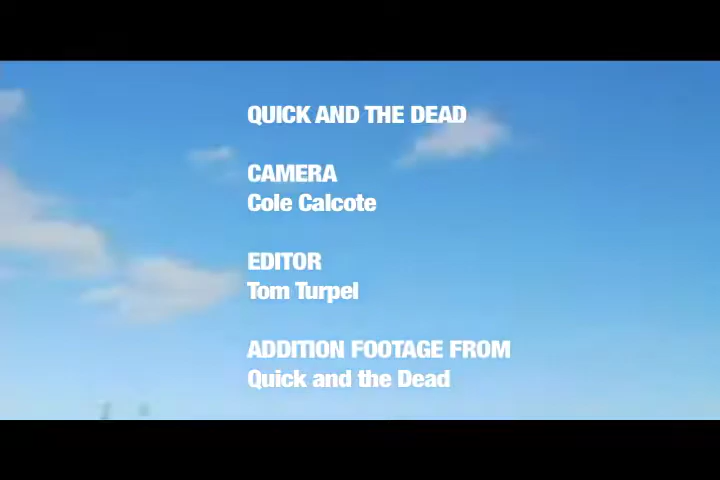 QUICK AND THE DEAD
CAMERA
Cole Calcote
EDITOR
Tom Turpel
ADDITION FOOTAGE FROM
Quick and the Dead